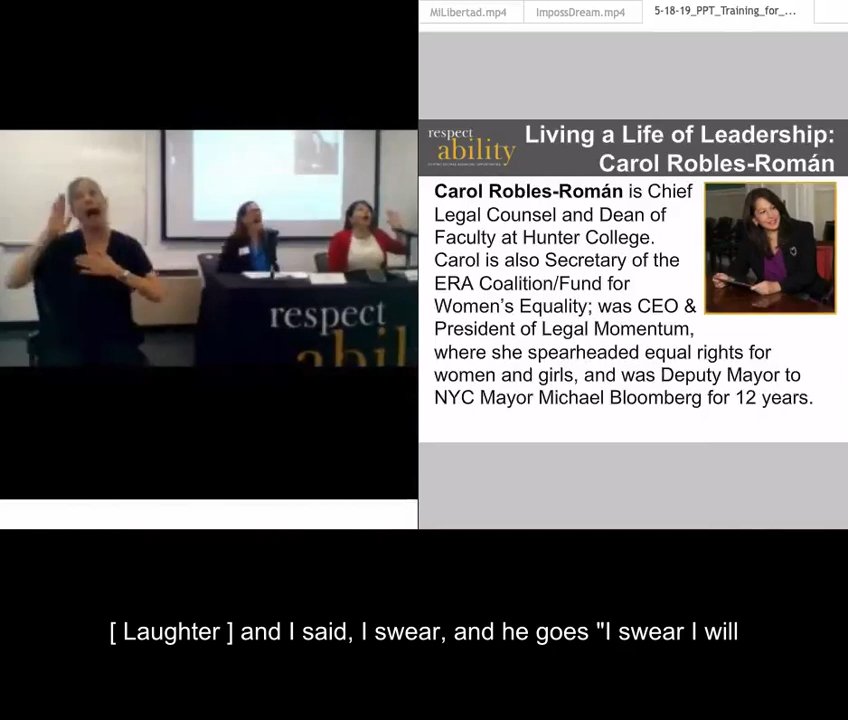 MiLibertad.mp4
ImpossDream.mp4
5-18-19_PPT_Training_for_...
respect
ability
Living a Life of Leadership:
Carol Robles-Román
Carol Robles-Román is Chief
Legal Counsel and Dean of
Faculty at Hunter College.
Carol is also Secretary of the
ERA Coalition/Fund for
Women's Equality; was CEO &
President of Legal Momentum,
where she spearheaded equal rights for
women and girls, and was Deputy Mayor to
NYC Mayor Michael Bloomberg for 12 years.
respect
abil
[ Laughter ] and I said, I swear, and he goes "I swear I will